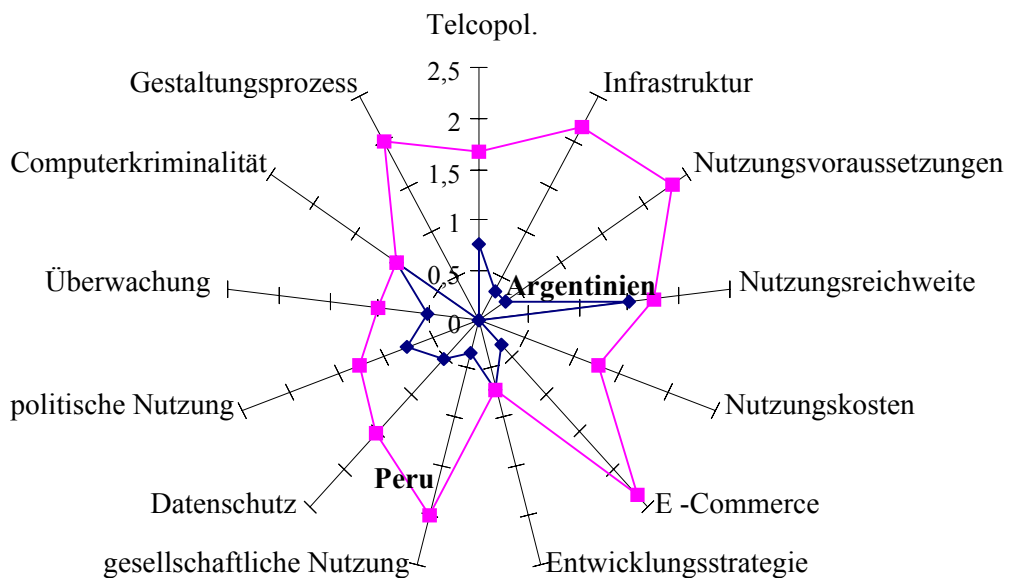 Telcopol.
2,5
Gestaltungsprozess
Infrastruktur
2
Computerkriminalität
1,5
Nutzungsvoraussetzungen
1
Überwachung
0,5
Argentinien
Nutzungsreichweite
0
politische Nutzung
Nutzungskosten
Peru
Datenschutz
E -Commerce
gesellschaftliche Nutzung
Entwicklungsstrategie